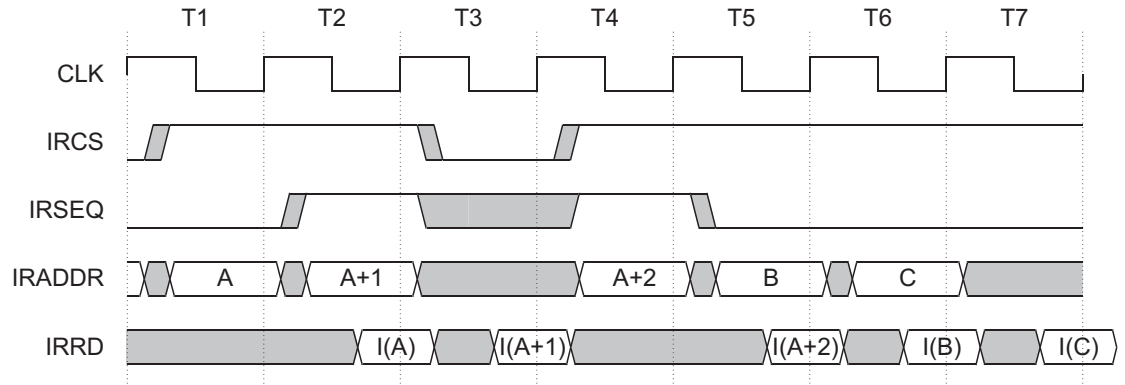 T1 T2 T3 T4 T5 T6 T7
CLK
IRCS
IRSEQ
IRADDR A A+1 A+2 B C
IRRD I(A) I(A+1) I(A+2) I(B) I(C)